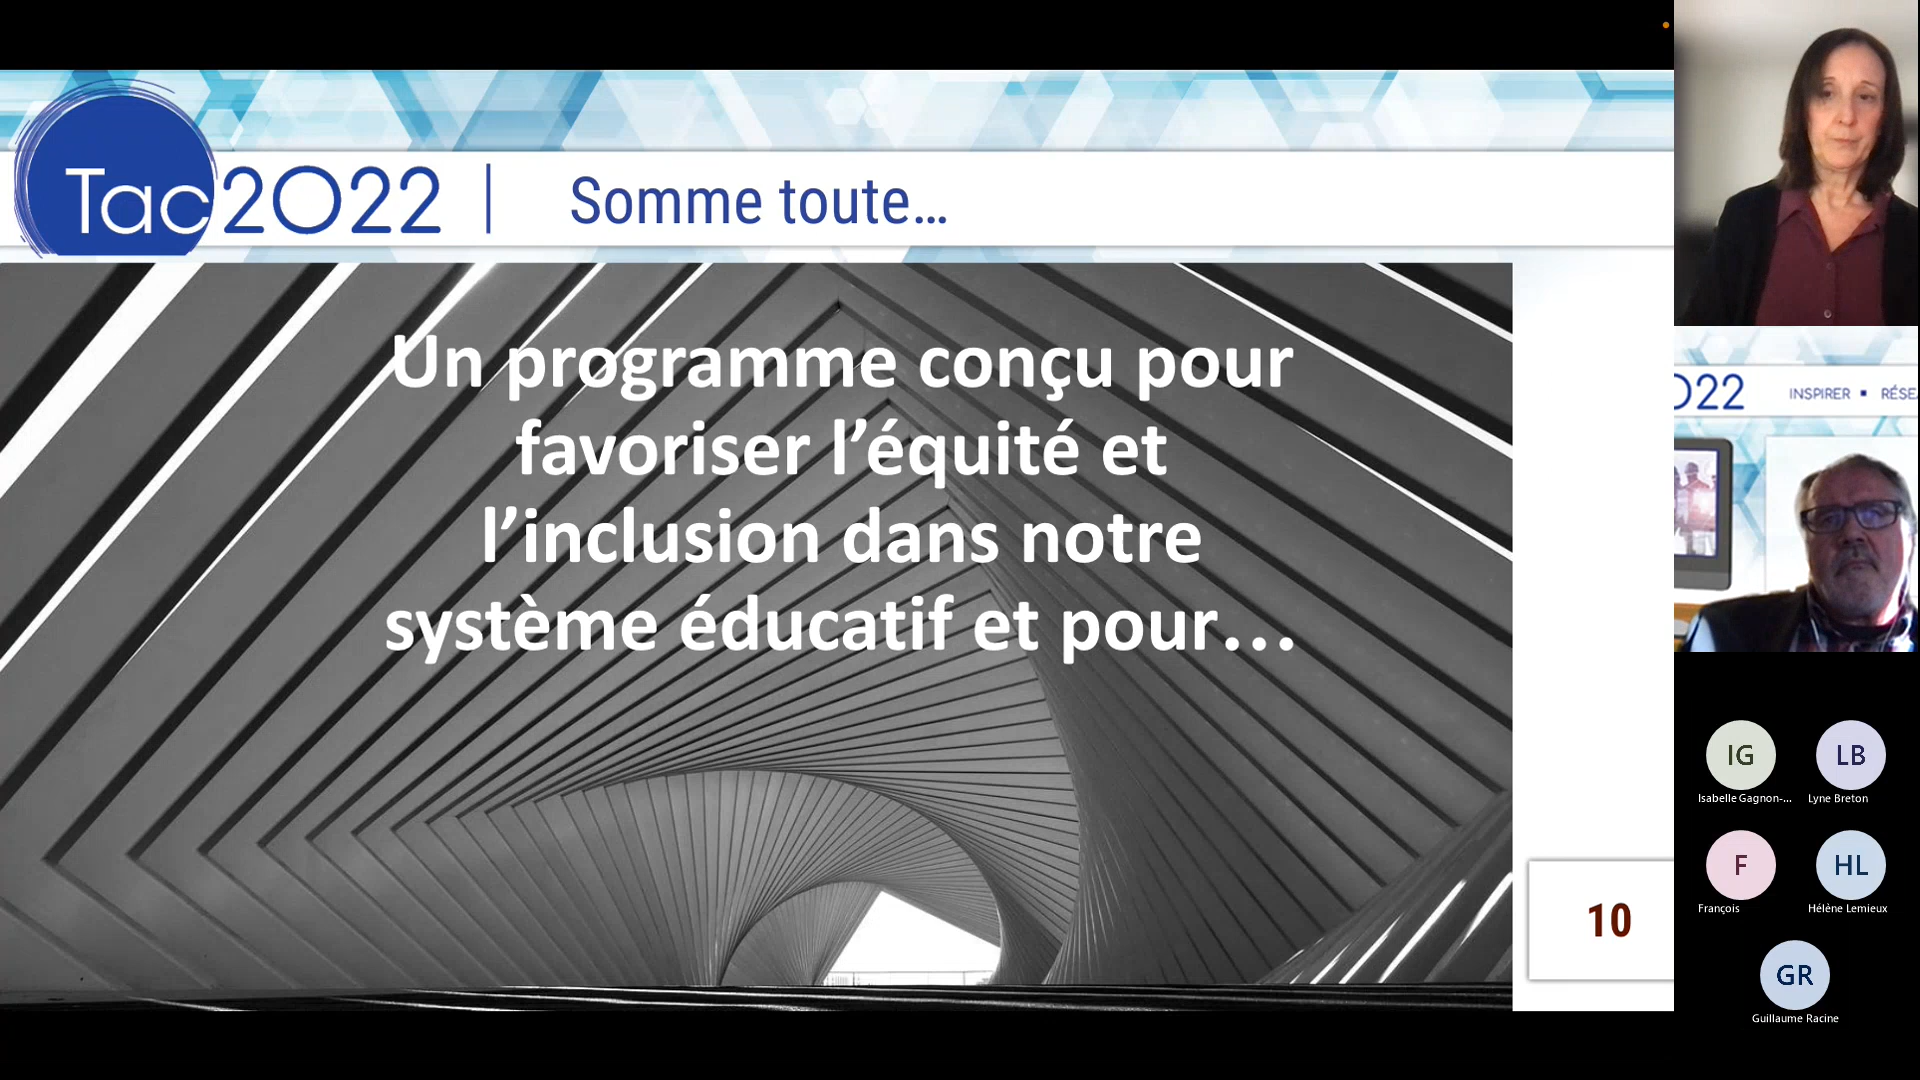 Tac2022
Somme toute...
Un programme conçu pour
favoriser l’équité et
l’inclusion dans notre
système éducatif et pour…
10
022
INSPIRER ▪ RÉSE
IG
Isabelle Gagnon-...
LB
Lyne Breton
F
François
HL
Hélène Lemieux
GR
Guillaume Racine